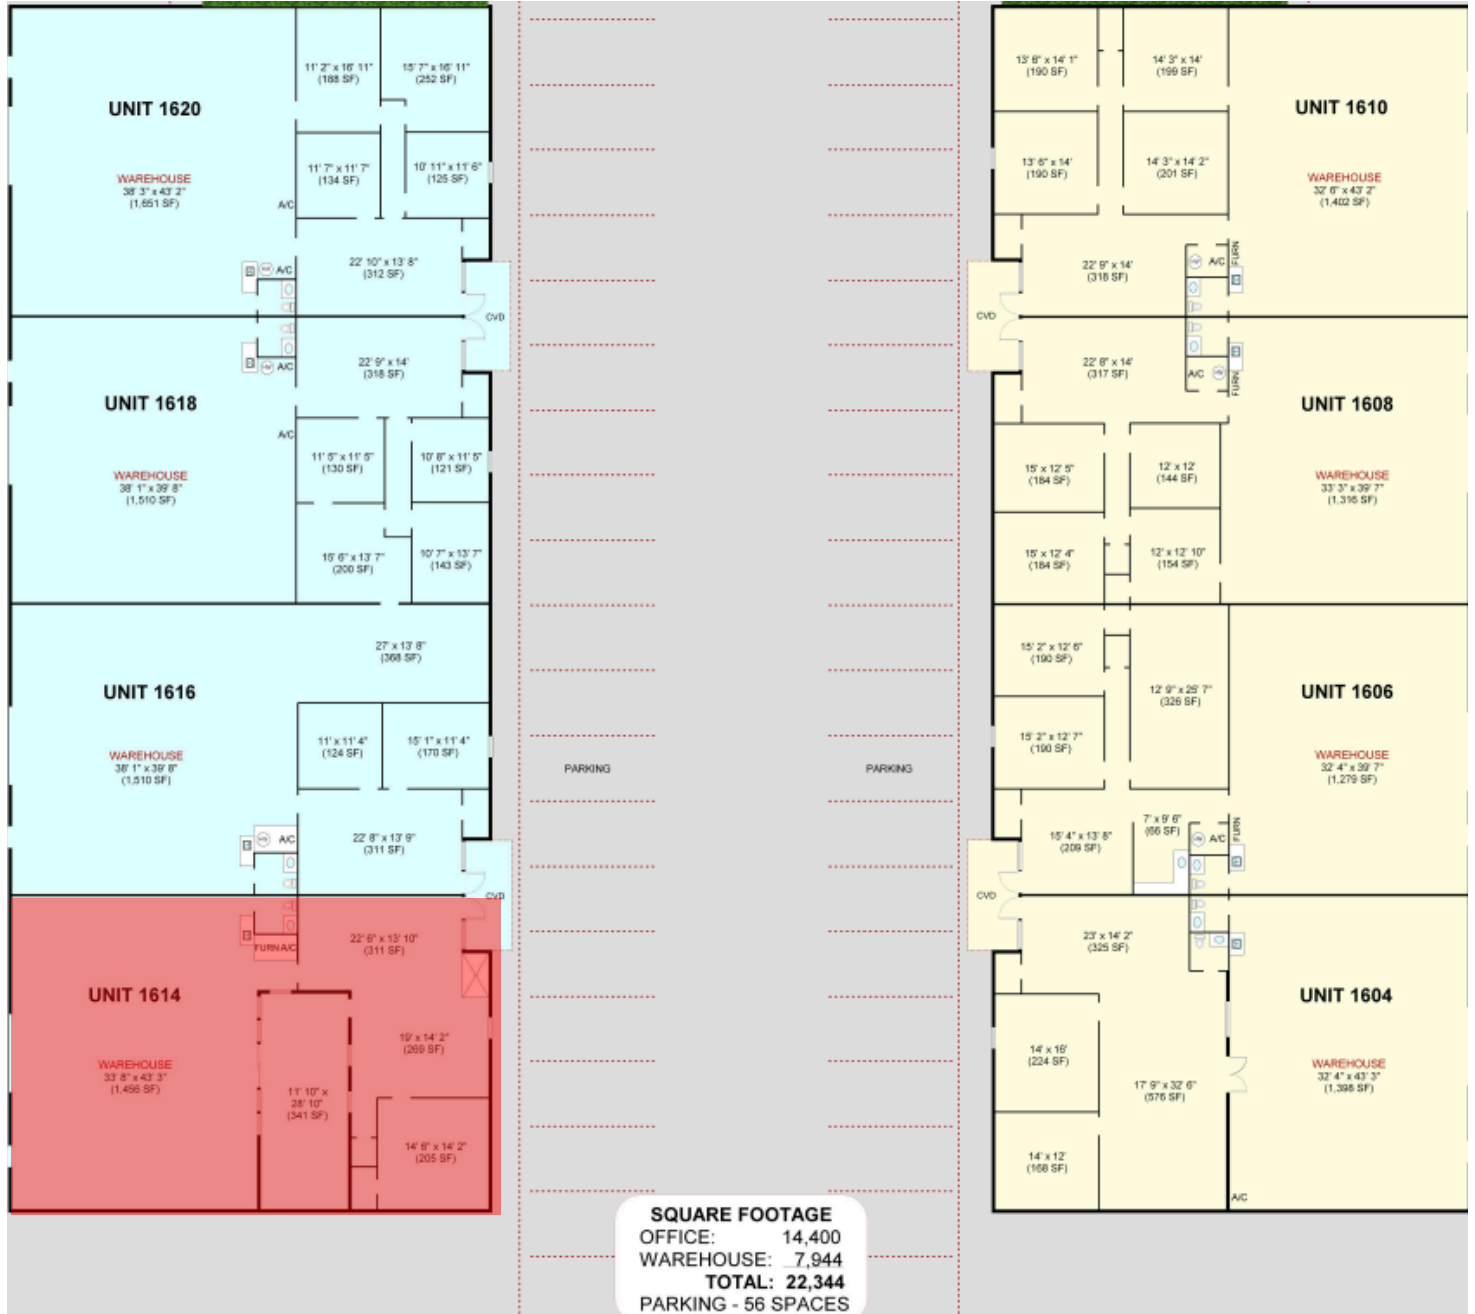 UNIT 1620
WAREHOUSE
38' 3" x 43' 2"
(1,651 SF)
11' 2" x 16' 11"
(188 SF)
15' 7" x 16' 11"
(252 SF)
11' 7" x 11' 7"
(134 SF)
10' 11" x 11' 6"
(125 SF)
A/C
22' 10" x 13' 8"
(312 SF)
A/C
CVD
UNIT 1618
WAREHOUSE
38' 1" x 39' 8"
(1,510 SF)
A/C
22' 9" x 14'
(318 SF)
A/C
11' 5" x 11' 5"
(130 SF)
10' 8" x 11' 5"
(121 SF)
15' 6" x 13' 7"
(200 SF)
10' 7" x 13' 7"
(143 SF)
UNIT 1616
WAREHOUSE
38' 1" x 39' 8"
(1,510 SF)
27' x 13' 8"
(368 SF)
11' x 11' 4"
(124 SF)
15' 1" x 11' 4"
(170 SF)
A/C
22' 8" x 13' 9"
(311 SF)
CVD
UNIT 1614
WAREHOUSE
33' 8" x 43' 3"
(1,456 SF)
FURN A/C
22' 6" x 13' 10"
(311 SF)
19' x 14' 2"
(269 SF)
11' 10" x
28' 10"
(341 SF)
14' 6" x 14' 2"
(205 SF)
PARKING
PARKING
13' 6" x 14' 1"
(190 SF)
14' 3" x 14'
(199 SF)
13' 6" x 14'
(190 SF)
14' 3" x 14' 2"
(201 SF)
UNIT 1610
WAREHOUSE
32' 6" x 43' 2"
(1,402 SF)
22' 9" x 14'
(318 SF)
A/C
FURN
CVD
22' 8" x 14'
(317 SF)
A/C
FURN
UNIT 1608
WAREHOUSE
33' 3" x 39' 7"
(1,316 SF)
15' x 12' 5"
(184 SF)
12' x 12'
(144 SF)
15' x 12' 4"
(184 SF)
12' x 12' 10"
(154 SF)
15' 2" x 12' 6"
(190 SF)
12' 9" x 25' 7"
(326 SF)
15' 2" x 12' 7"
(190 SF)
UNIT 1606
WAREHOUSE
32' 4" x 39' 7"
(1,279 SF)
15' 4" x 13' 8"
(209 SF)
7' x 9' 6"
(66 SF)
A/C
FURN
CVD
23' x 14' 2"
(325 SF)
UNIT 1604
WAREHOUSE
32' 4" x 43' 3"
(1,398 SF)
14' x 16'
(224 SF)
17' 9" x 32' 6"
(576 SF)
14' x 12'
(168 SF)
A/C
SQUARE FOOTAGE
OFFICE: 14,400
WAREHOUSE: 7,944
TOTAL: 22,344
PARKING - 56 SPACES